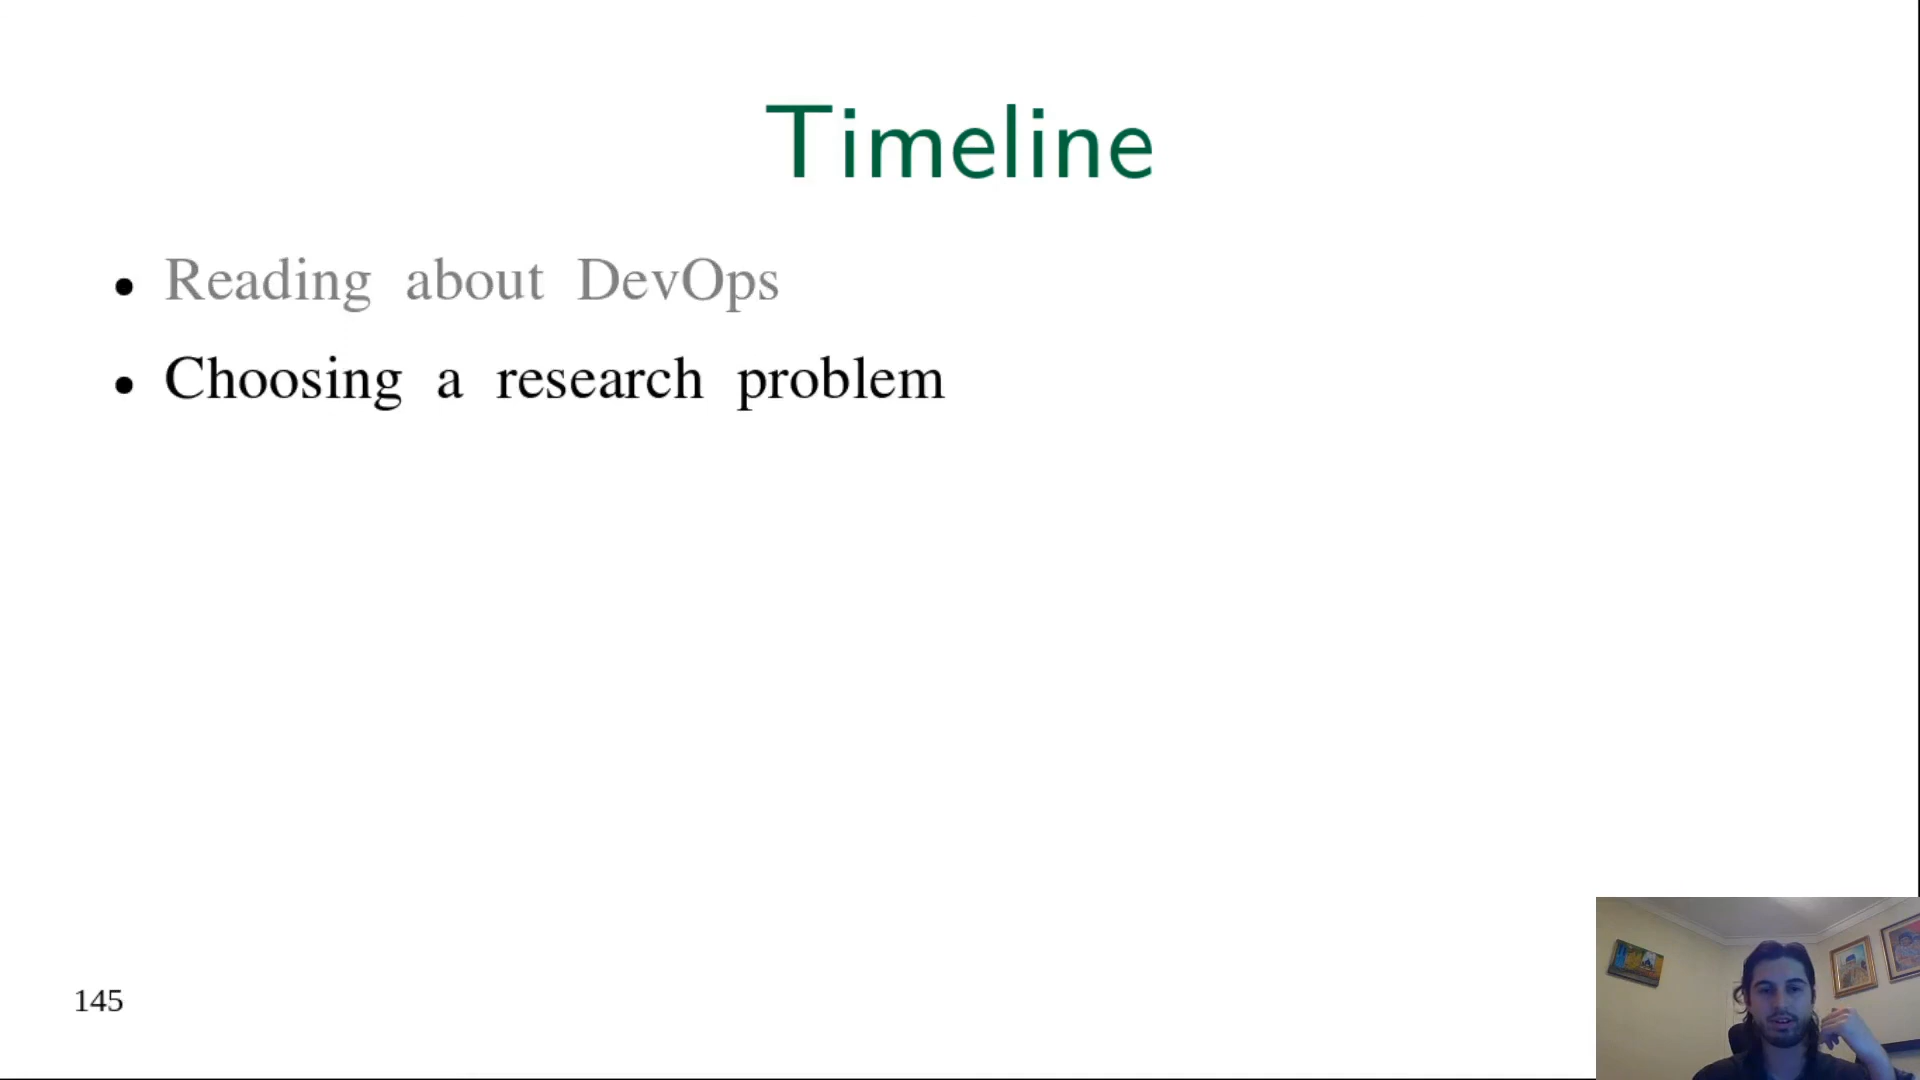 Timeline
• Reading about DevOps
• Choosing a research problem
145